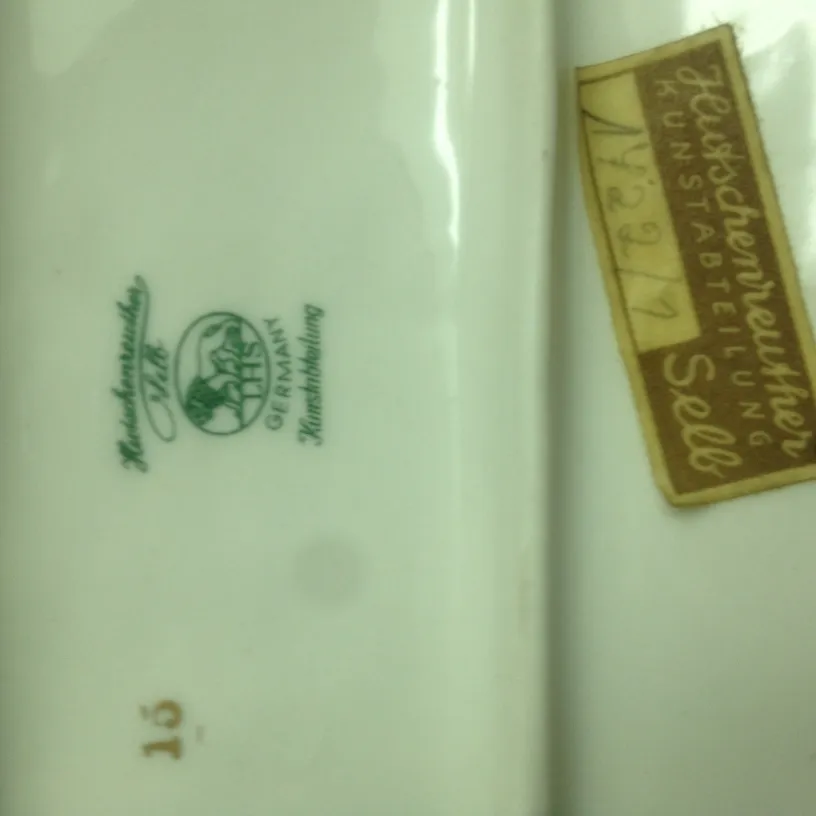 Hutschenreuther
Selb
LHS
GERMANY
Kunstabteilung
15
Hutschenreuther
KUNSTABTEILUNG
Selb